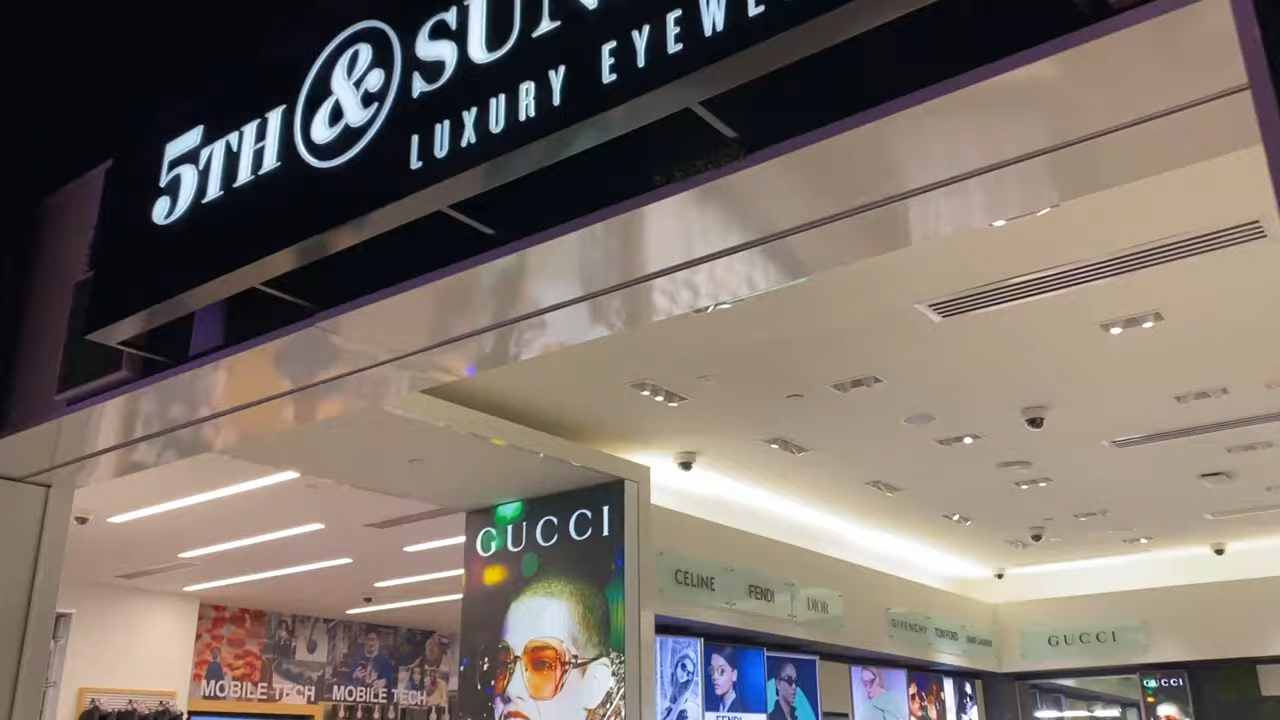 5TH & SUN
LUXURY EYEWE
GUCCI
CELINE
FENDI
DIOR
GIVENCHY
TOM FORD
GUCCI
MOBILE TECH
MOBILE TECH
GUCCI
FENDI